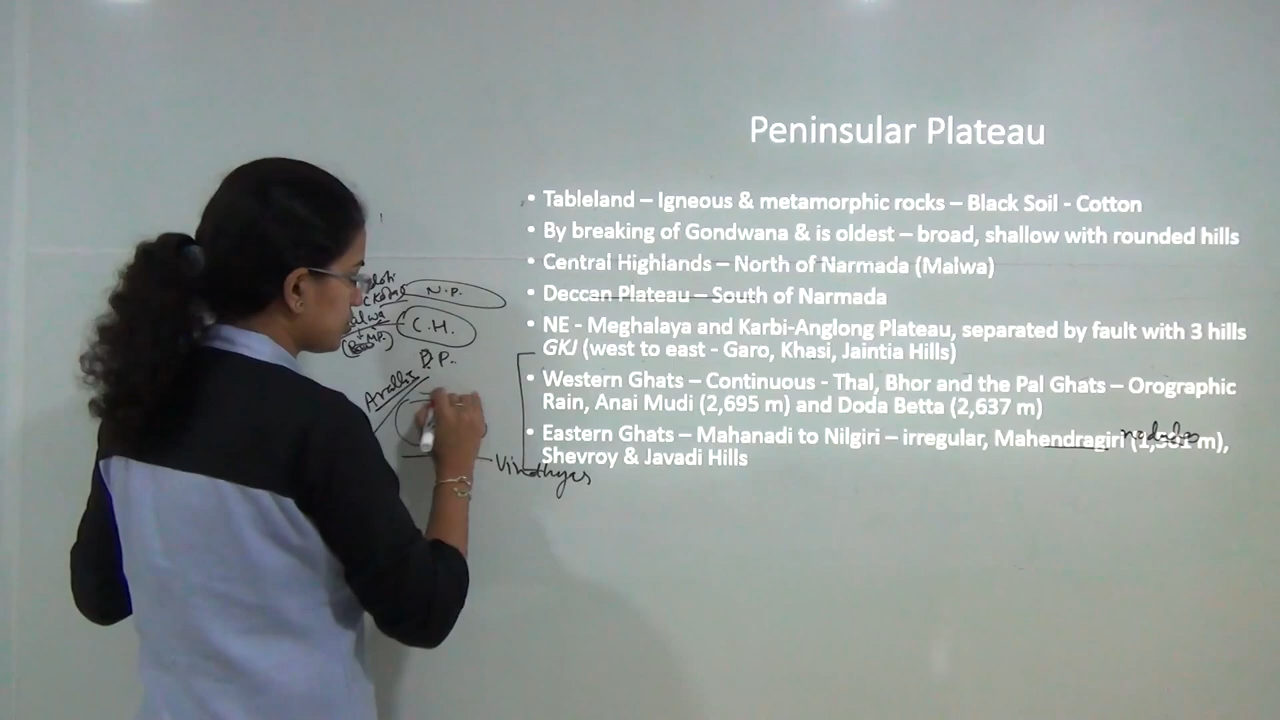 Peninsular Plateau
• Tableland – Igneous & metamorphic rocks – Black Soil - Cotton
• By breaking of Gondwana & is oldest – broad, shallow with rounded hills
• Central Highlands – North of Narmada (Malwa)
• Deccan Plateau – South of Narmada
• NE - Meghalaya and Karbi-Anglong Plateau, separated by fault with 3 hills
GKJ (west to east - Garo, Khasi, Jaintia Hills)
• Western Ghats – Continuous - Thal, Bhor and the Pal Ghats – Orographic
Rain, Anai Mudi (2,695 m) and Doda Betta (2,637 m)
• Eastern Ghats – Mahanadi to Nilgiri – irregular, Mahendragiri m),
Shevroy & Javadi Hills
N.P.
C.H.
P.
Vindhyas